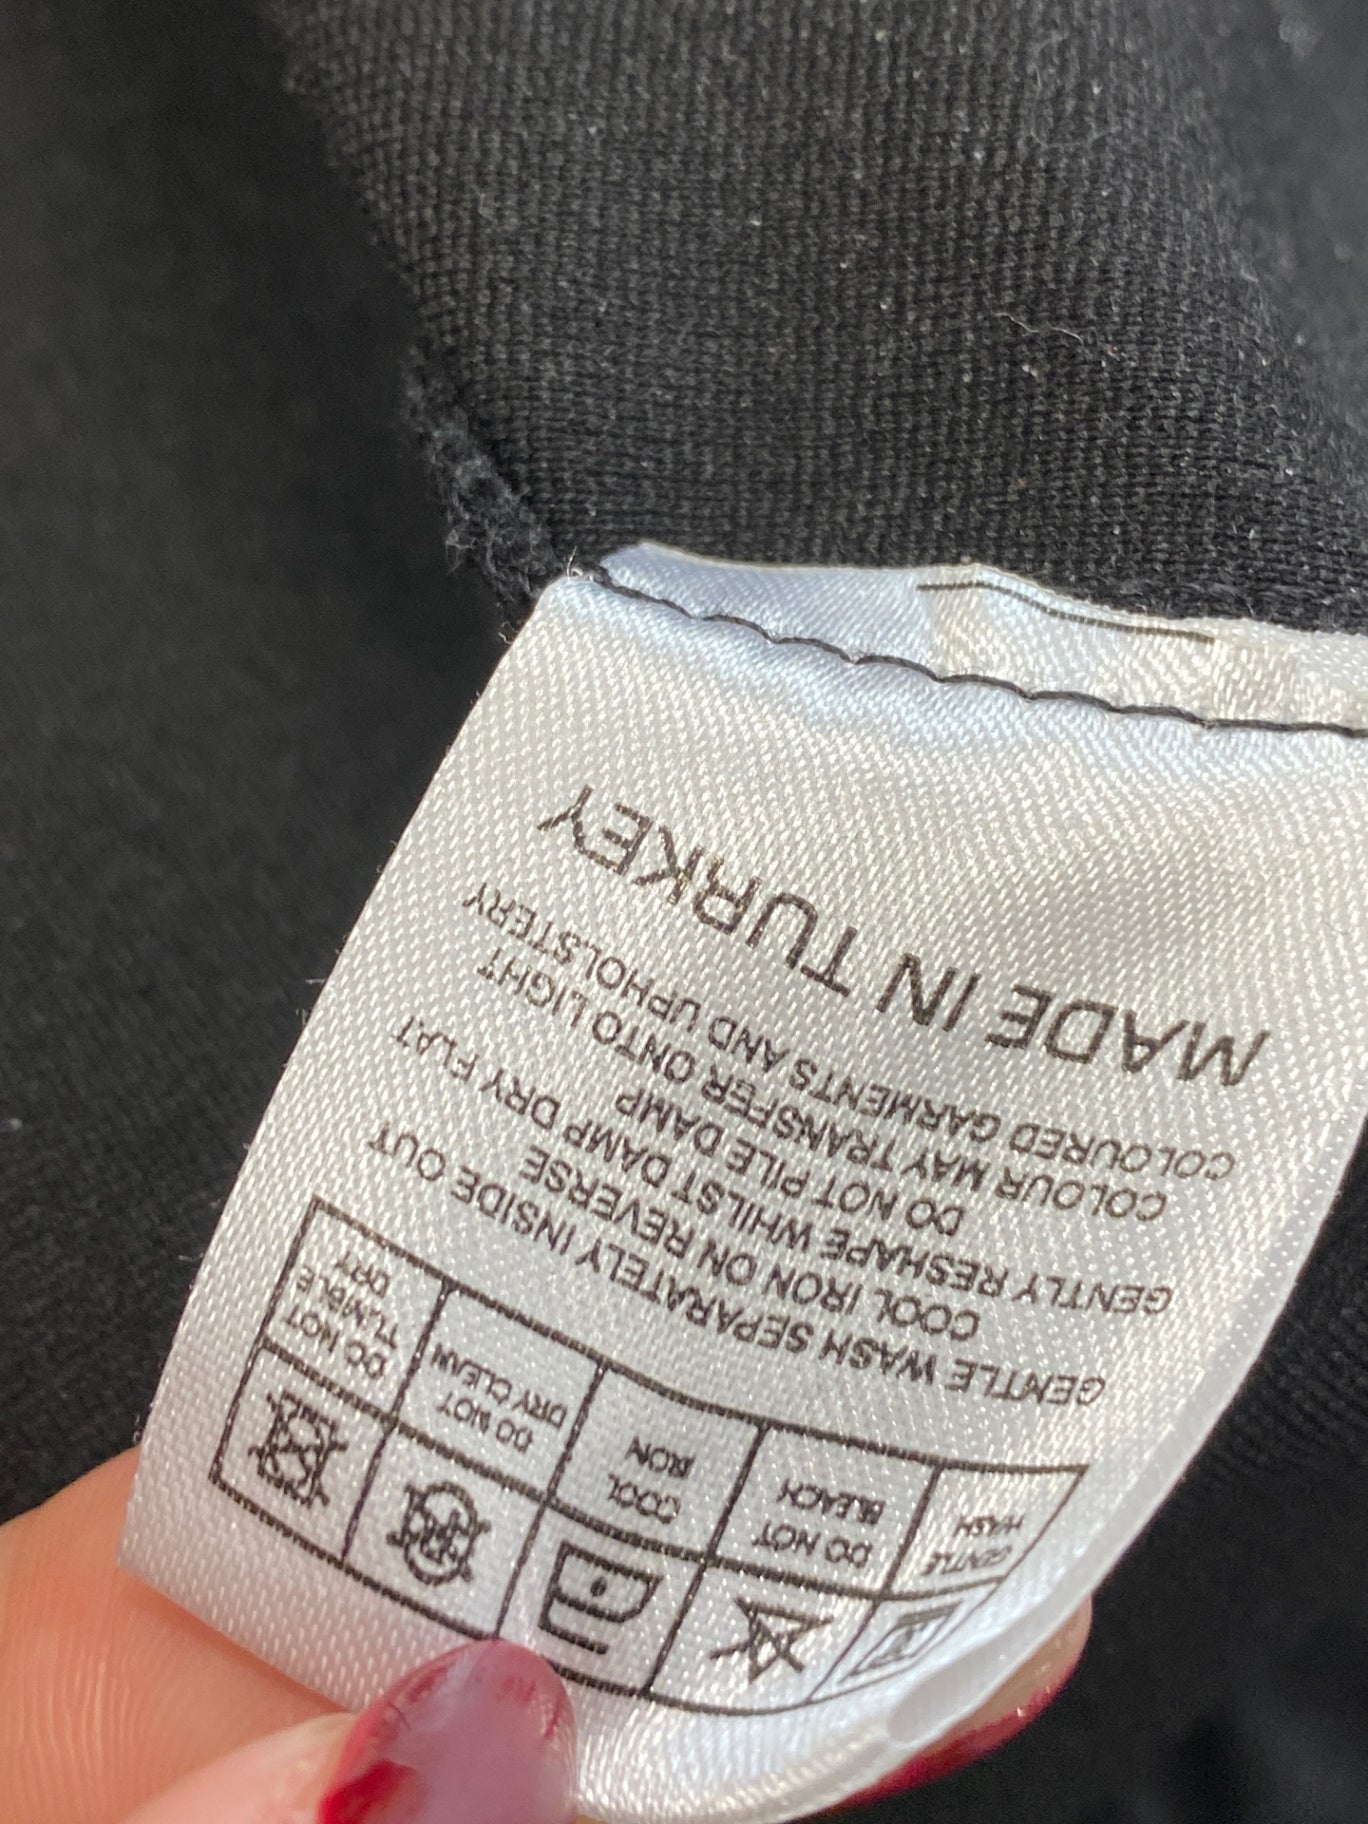 GENTLE WASH
DO NOT BLEACH
COOL IRON
DO NOT DRY CLEAN
DO NOT TUMBLE DRY
GENTLE WASH SEPARATELY INSIDE OUT
COOL IRON ON REVERSE
GENTLY RESHAPE WHILST DAMP DRY FLAT
DO NOT PILE DAMP
COLOUR MAY TRANSFER ONTO LIGHT
COLOURED GARMENTS AND UPHOLSTERY
MADE IN TURKEY